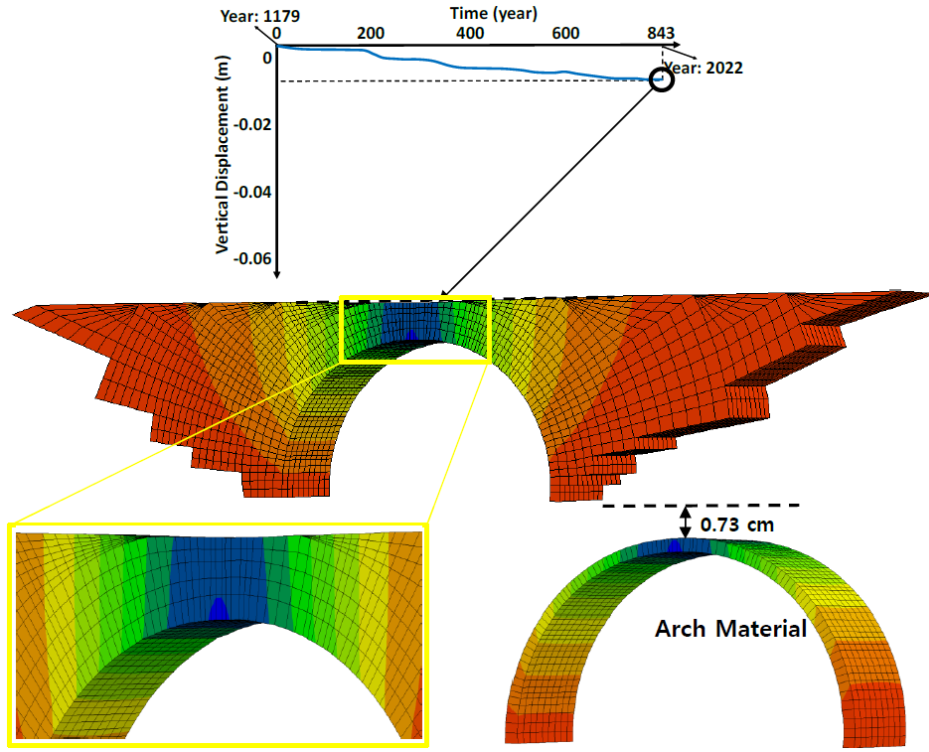 Time (year)
Year: 1179
0
200
400
600
843
0
Year: 2022
-0.02
-0.04
-0.06
Vertical Displacement (m)
0.73 cm
Arch Material